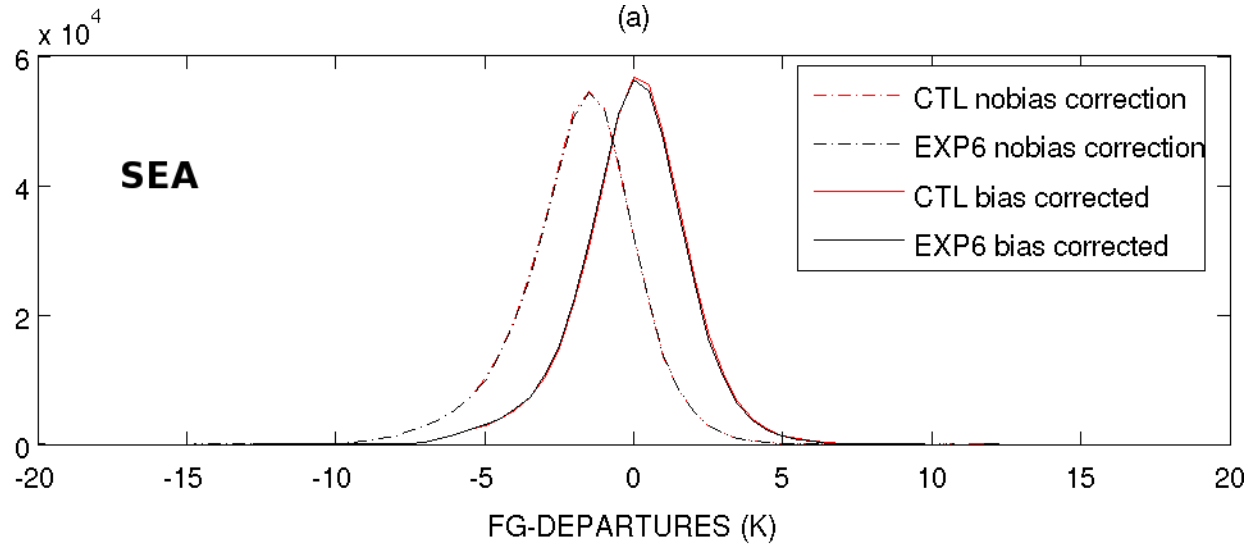 (a)
x 10^4
6
4
2
0
SEA
CTL nobias correction
EXP6 nobias correction
CTL bias corrected
EXP6 bias corrected
-20 -15 -10 -5 0 5 10 15 20
FG-DEPARTURES (K)